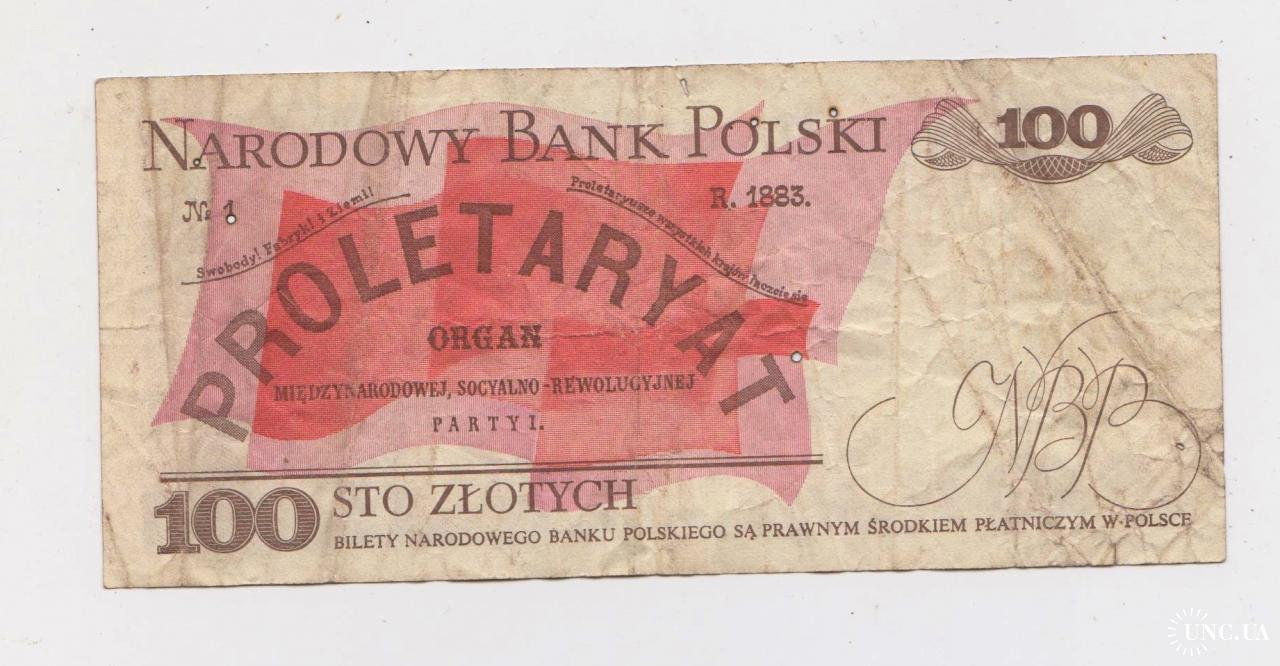 NARODOWY BANK POLSKI
100
№ 1
R. 1883.
Swobody! Fabryki i Ziemi!
Proletaryusze wszystkich krajów łączcie się
PROLETARYAT
ORGAN
MIĘDZYNARODOWEJ, SOCYALNO-REWOLUCYJNEJ
PARTYI.
NBP
100 STO ZŁOTYCH
BILETY NARODOWEGO BANKU POLSKIEGO SĄ PRAWNYM ŚRODKIEM PŁATNICZYM W POLSCE
UNC.UA